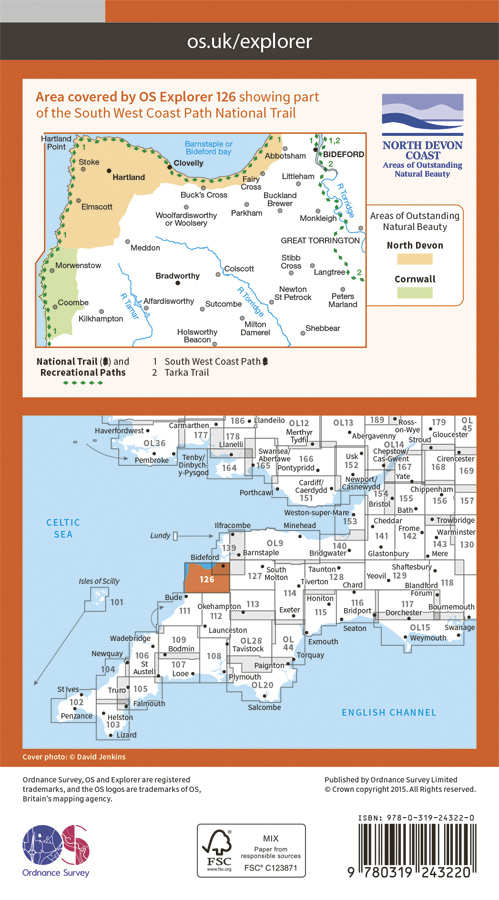 os.uk/explorer
Area covered by OS Explorer 126 showing part
of the South West Coast Path National Trail
NORTH DEVON
COAST
Areas of Outstanding
Natural Beauty
Hartland
Point
Barnstaple or
Bideford bay
1
1
1,2
Stoke
Hartland
Clovelly
Abbotsham
BIDEFORD
Fairy
Cross
Littleham
R Torridge
Buck's Cross
Buckland
Brewer
Elmscott
Woolfardisworthy
or Woolsery
Parkham
Monkleigh
1
Meddon
GREAT TORRINGTON
Stibb
Cross
Morwenstow
Colscott
Langtree
2
Bradworthy
R Tamar
R Torridge
Newton
St Petrock
Peters
Marland
Coombe
Alfardisworthy
Sutcombe
Kilkhampton
Milton
Damerel
Shebbear
Holsworthy
Beacon
1
Areas of Outstanding
Natural Beauty
North Devon
Cornwall
National Trail ( ) and
Recreational Paths
1 South West Coast Path
2 Tarka Trail
186
Llandeilo
OL12
OL13
189
Ross-
on-Wye
179
OL
45
Haverfordwest
Carmarthen
177
178
Merthyr
Tydfil
Abergavenny
OL14
Stroud
Gloucester
OL36
Llanelli
Swansea/
Abertawe
166
Usk
152
Chepstow/
Cas-Gwent
Cirencester
Pembroke
Tenby/
Dinbych-
y-Pysgod
164
165
Pontypridd
Newport/
Casnewydd
167
168
169
Yate
Porthcawl
Cardiff/
Caerdydd
151
154
Bristol
155
Chippenham
156
157
Bath
Weston-super-Mare
153
CELTIC
SEA
Ilfracombe
Minehead
Cheddar
141
Frome
142
Trowbridge
Warminster
143
130
Lundy
139
OL9
140
Barnstaple
Bridgwater
Glastonbury
Mere
Bideford
126
127
South
Molton
Taunton
128
Yeovil
129
Shaftesbury
118
Isles of Scilly
101
114
Tiverton
Chard
Blandford
Forum
Bude
111
Okehampton
112
113
Honiton
115
116
117
Bournemouth
Exeter
Bridport
Dorchester
Launceston
Seaton
OL15
Swanage
Wadebridge
109
Bodmin
OL28
Tavistock
OL
44
Exmouth
Weymouth
Newquay
106
St
Austell
107
108
Torquay
104
Looe
Paignton
Plymouth
St Ives
102
Truro
105
OL20
Penzance
Falmouth
Salcombe
Helston
103
Lizard
ENGLISH CHANNEL
Cover photo: © David Jenkins
Ordnance Survey, OS and Explorer are registered
trademarks, and the OS logos are trademarks of OS,
Britain's mapping agency.
Published by Ordnance Survey Limited
© Crown copyright 2015. All Rights reserved.
OS
Ordnance Survey
FSC
www.fsc.org
MIX
Paper from
responsible sources
FSC® C123871
ISBN: 978-0-319-24322-0
9 780319 243220